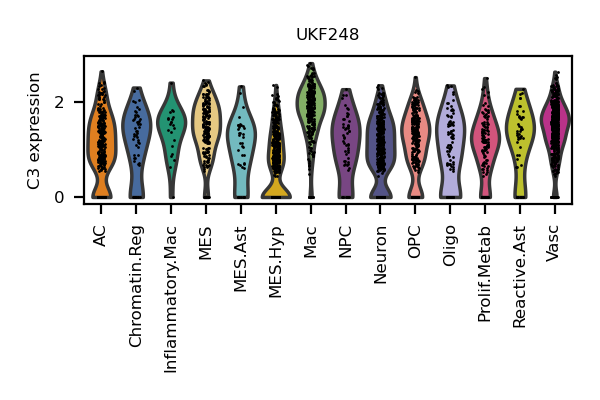 UKF248
C3 expression
2
0
AC
Chromatin.Reg
Inflammatory.Mac
MES
MES.Ast
MES.Hyp
Mac
NPC
Neuron
OPC
Oligo
Prolif.Metab
Reactive.Ast
Vasc